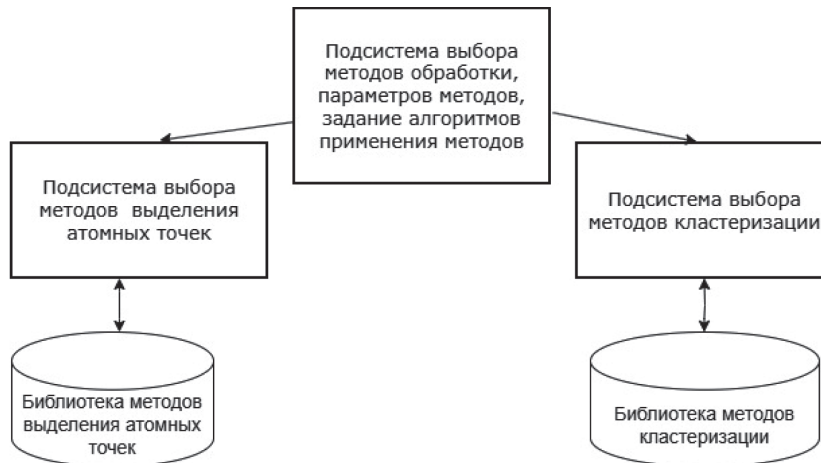 Подсистема выбора
методов обработки,
параметров методов,
задание алгоритмов
применения методов
Подсистема выбора
методов выделения
атомных точек
Подсистема выбора
методов кластеризации
Библиотека методов
выделения атомных
точек
Библиотека методов
кластеризации